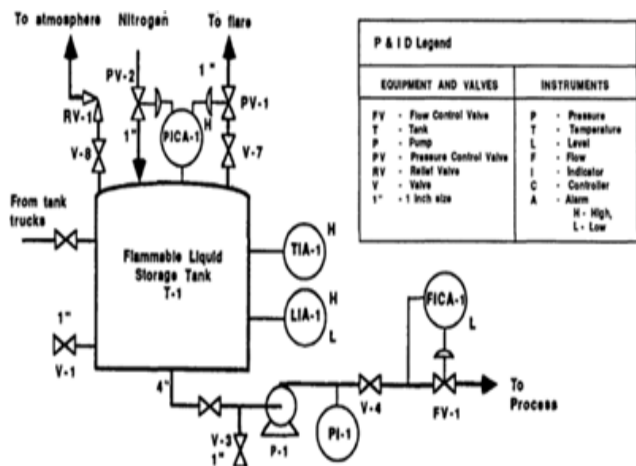 To atmosphere
Nitrogen
To flare
PV-2
1"
PV-1
RV-1
1"
PICA-1
H
V-8
V-7
From tank
trucks
Flammable Liquid
Storage Tank
T-1
TIA-1
H
LIA-1
H
L
1"
V-1
4"
V-3
1"
P-1
PI-1
V-4
FICA-1
L
FV-1
To
Process
P & I D Legend
EQUIPMENT AND VALVES
FV - Flow Control Valve
T - Tank
P - Pump
PV - Pressure Control Valve
RV - Relief Valve
V - Valve
1" - 1 Inch size
INSTRUMENTS
P - Pressure
T - Temperature
L - Level
F - Flow
I - Indicator
C - Controller
A - Alarm
H - High,
L - Low